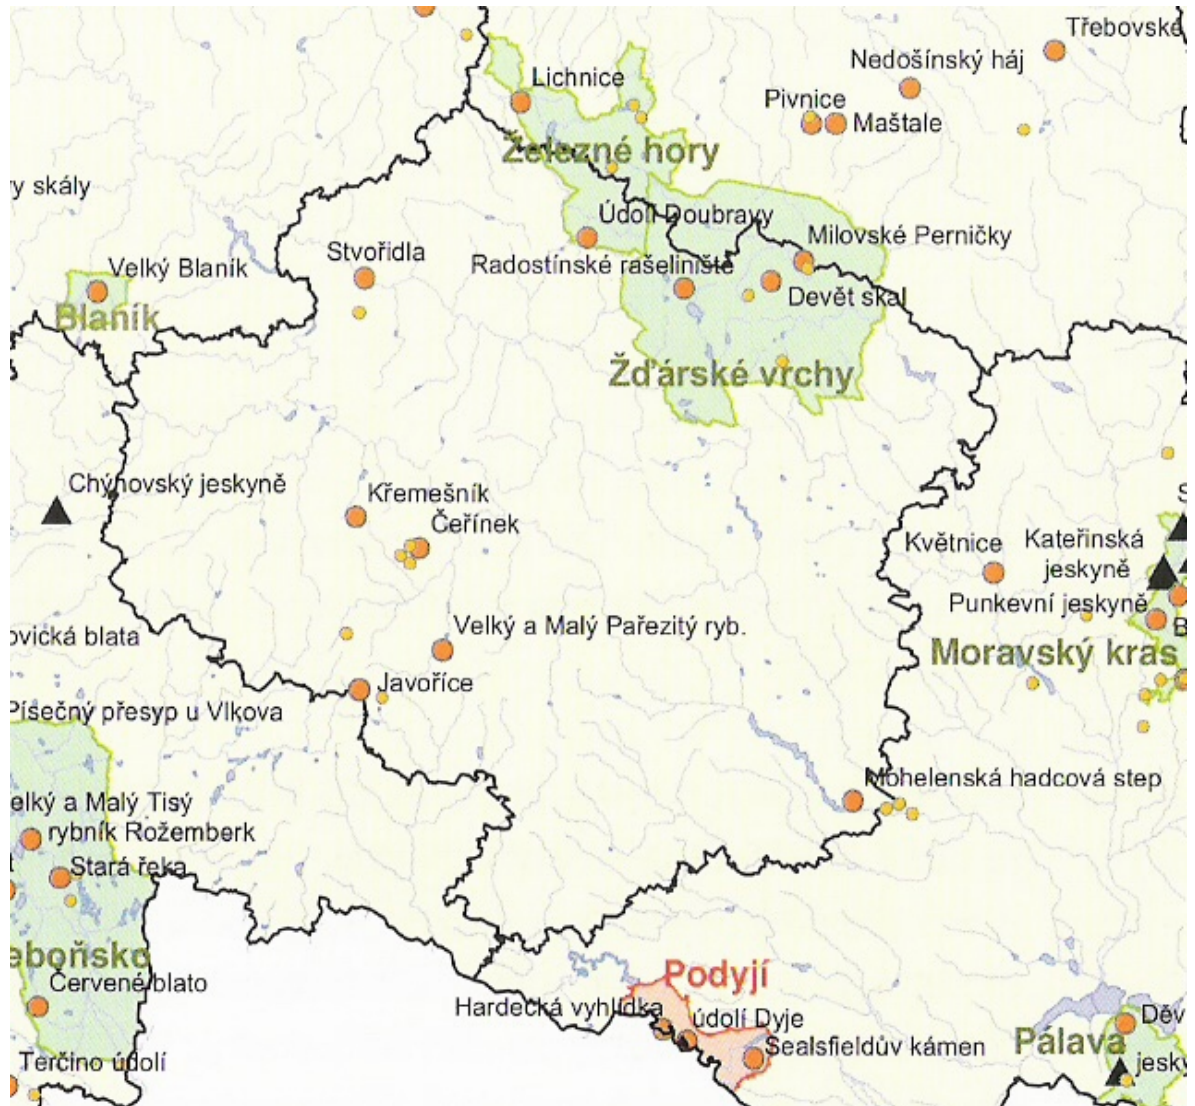 Třebovské
Lichnice
Nedošínský háj
Pivnice
Maštale
Železné hory
y skály
Údolí Doubravy
Milovské Perničky
Stvořidla
Velký Blaník
Radostínské rašeliniště
Devět skal
Blaník
Žďárské vrchy
Chýnovský jeskyně
Křemešník
Čeřínek
S
Květnice
Kateřinská
jeskyně
Punkevní jeskyně
B
ovická blata
Velký a Malý Pařezitý ryb.
Moravský kras
Javořice
Písečný přesyp u Vlkova
Mohelenská hadcová step
elký a Malý Tisý
rybník Rožemberk
Stará řeka
eboňsko
Červené blato
Podyjí
Hardecká vyhlídka
údolí Dyje
Děv
Sealsfieldův kámen
Pálava
Terčino údolí
jesky